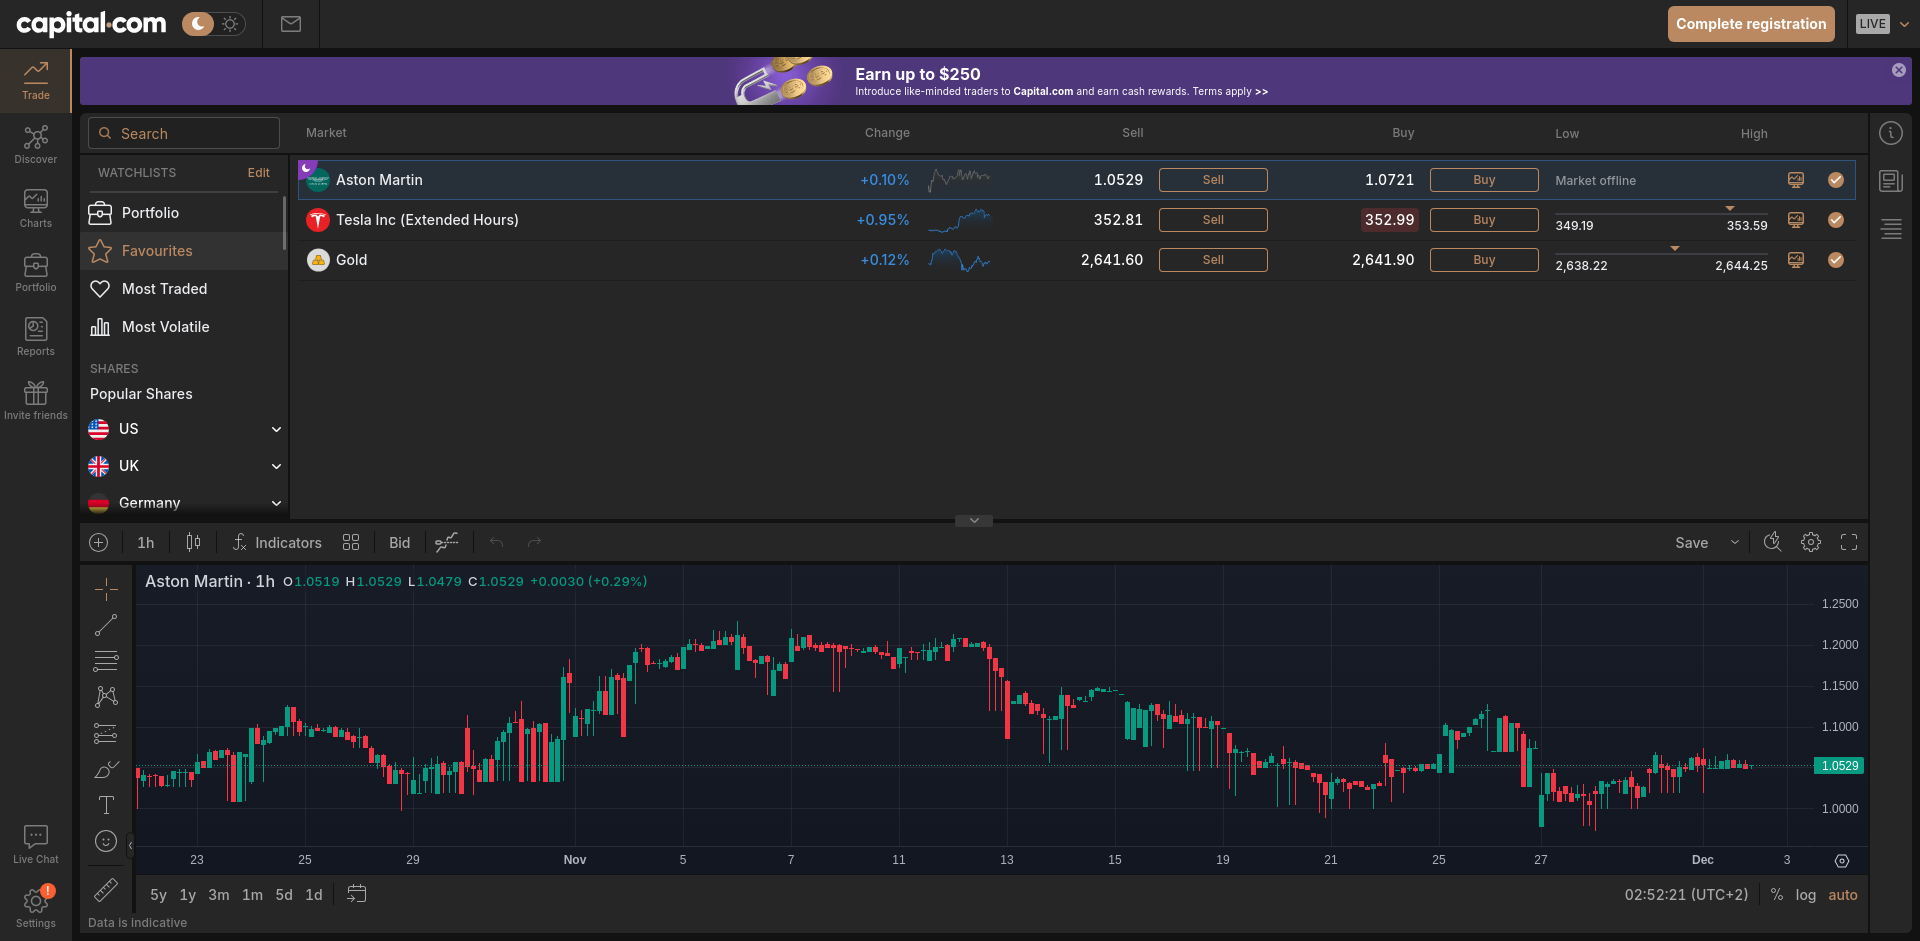 capital.com
Complete registration
LIVE
Trade
Discover
Charts
Portfolio
Reports
Invite friends
Live Chat
!
Settings
Earn up to $250
Introduce like-minded traders to Capital.com and earn cash rewards. Terms apply >>
Search
Market Change Sell Buy Low High
WATCHLISTS Edit
Portfolio
Favourites
Most Traded
Most Volatile
SHARES
Popular Shares
US
UK
Germany
Aston Martin +0.10% 1.0529 Sell 1.0721 Buy Market offline
Tesla Inc (Extended Hours) +0.95% 352.81 Sell 352.99 Buy 349.19 353.59
Gold +0.12% 2,641.60 Sell 2,641.90 Buy 2,638.22 2,644.25
1h Indicators Bid Save
Aston Martin · 1h O1.0519 H1.0529 L1.0479 C1.0529 +0.0030 (+0.29%)
1.2500
1.2000
1.1500
1.1000
1.0529
1.0000
23 25 29 Nov 5 7 11 13 15 19 21 25 27 Dec 3
5y 1y 3m 1m 5d 1d 02:52:21 (UTC+2) % log auto
Data is indicative